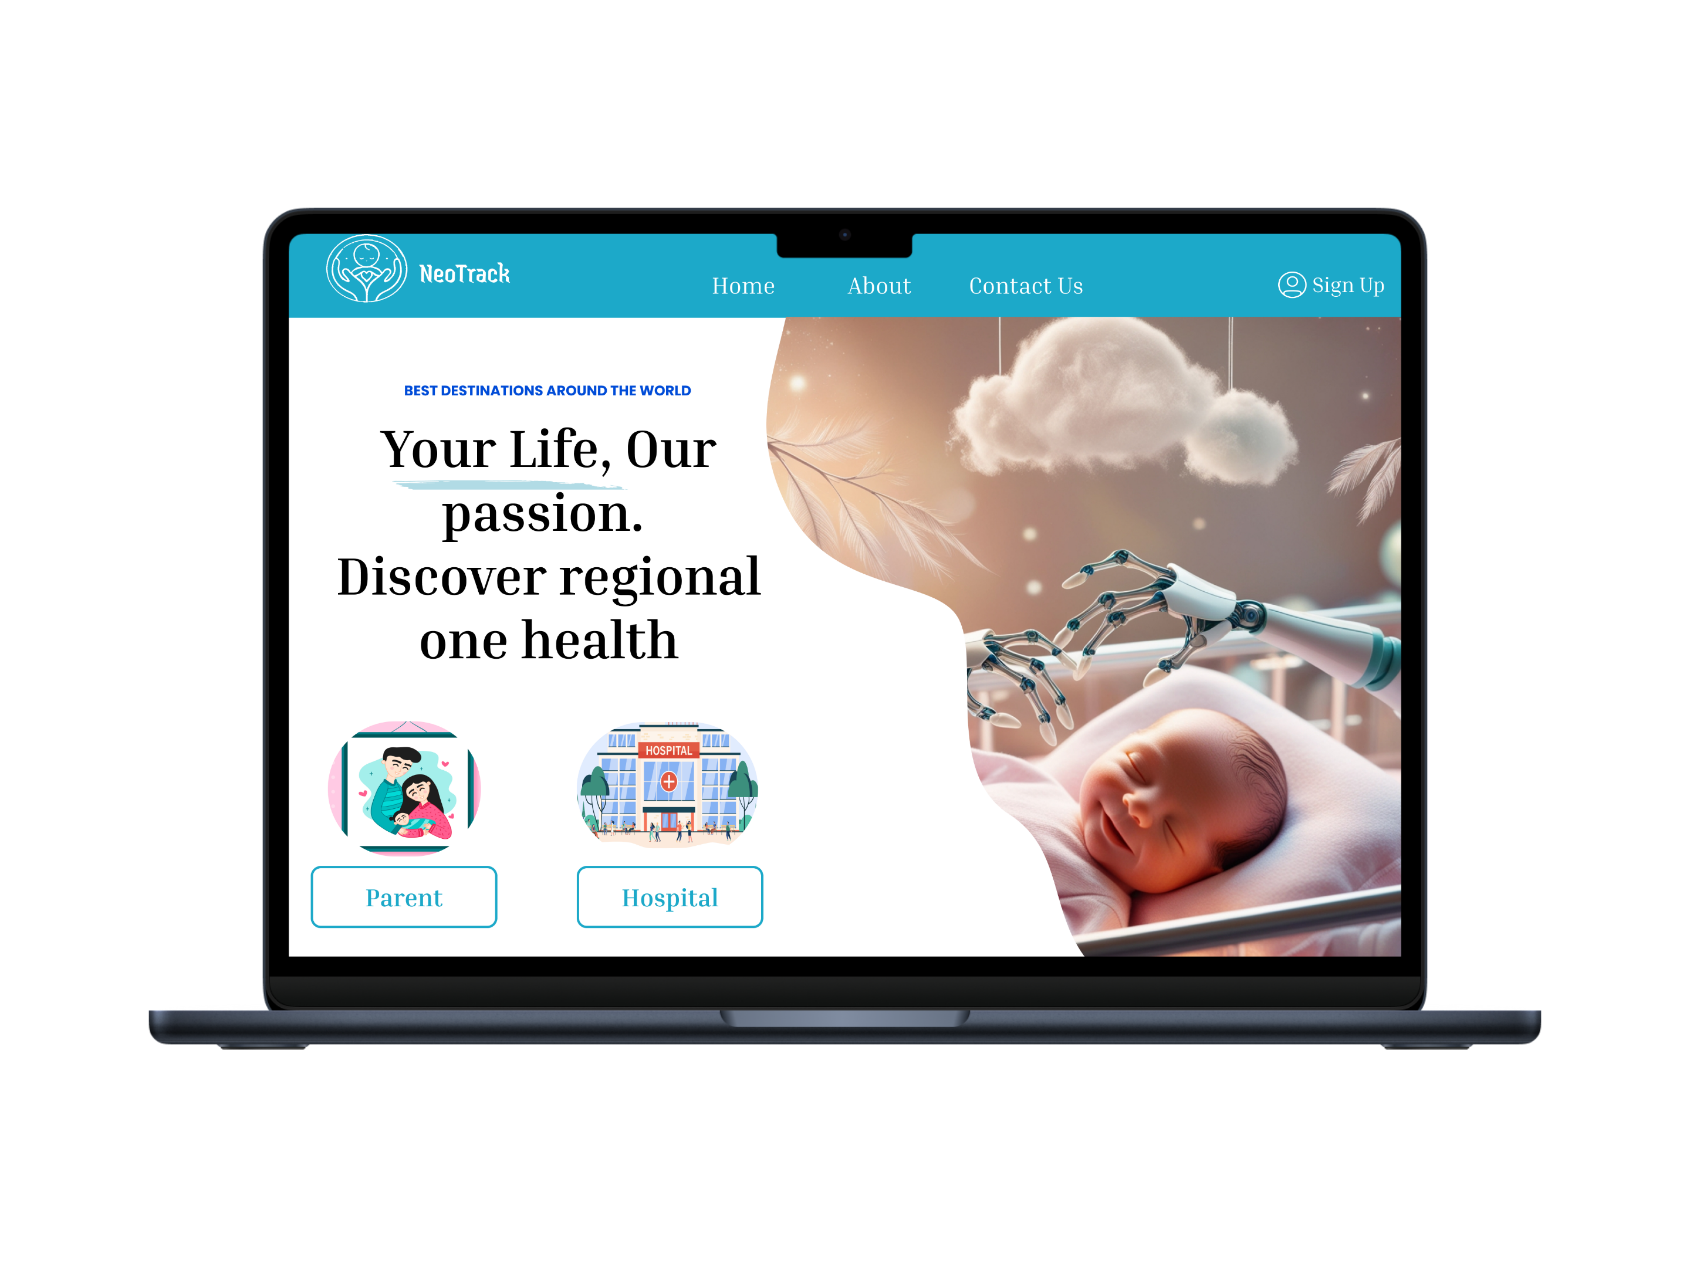 NeoTrack
Home
About
Contact Us
Sign Up
BEST DESTINATIONS AROUND THE WORLD
Your Life, Our
passion.
Discover regional
one health
HOSPITAL
Parent
Hospital